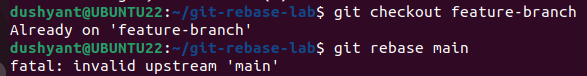 dushyant@UBUNTU22:~/git-rebase-lab$ git checkout feature-branch
Already on 'feature-branch'
dushyant@UBUNTU22:~/git-rebase-lab$ git rebase main
fatal: invalid upstream 'main'